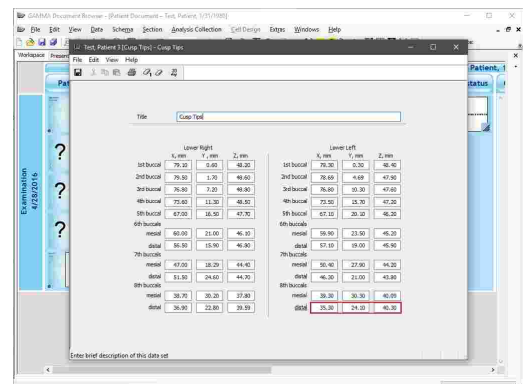 GAMMA Document Browser - [Patient Document - Test, Patient, 1/31/1980]
File Edit View Data Schema Section Cell Design Extras Windows Help
Test, Patient 3 [Cusp Tips] - Cusp Tips
File Edit View Help
Workspace Present
Patient, 1
Pat
status
Title Cusp Tips
Lower Right Lower Left
X, mm Y, mm Z, mm X, mm Y, mm Z, mm
1st buccal 79.10 0.60 48.20 1st buccal 79.30 0.30 48.40
2nd buccal 79.50 1.70 48.60 2nd buccal 78.69 4.69 47.90
3rd buccal 76.80 7.20 48.80 3rd buccal 76.80 10.30 47.60
4th buccal 73.60 11.30 48.50 4th buccal 73.50 15.70 47.20
5th buccal 67.00 16.50 47.70 5th buccal 67.10 20.10 46.20
6th buccals 6th buccals
mesial 60.00 21.00 46.10 mesial 59.90 23.50 45.20
distal 56.50 15.90 46.80 distal 57.10 19.00 45.90
7th buccals 7th buccals
mesial 47.00 18.29 44.40 mesial 50.40 27.90 44.20
distal 51.50 24.60 44.70 distal 46.30 21.00 43.80
8th buccals 8th buccals
mesial 38.70 30.20 37.80 mesial 39.30 30.30 40.09
distal 36.90 22.80 39.59 distal 35.30 24.10 40.30
Examination
4/28/2016
?
?
?
Enter brief description of this data set